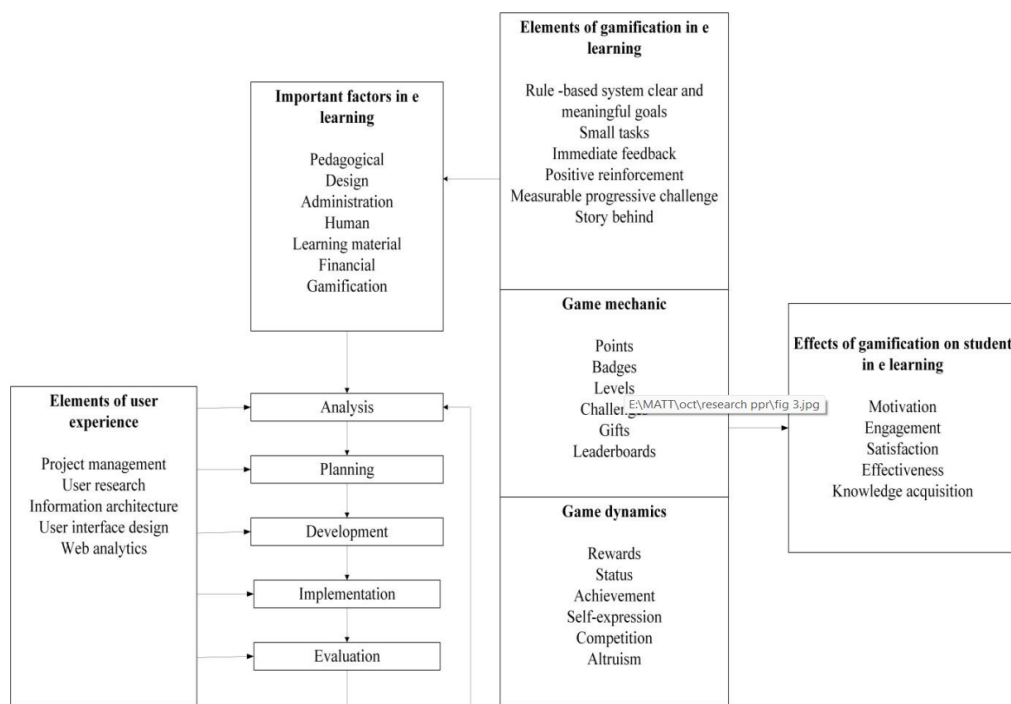 Elements of gamification in e
learning
Rule -based system clear and
meaningful goals
Small tasks
Immediate feedback
Positive reinforcement
Measurable progressive challenge
Story behind
Important factors in e
learning
Pedagogical
Design
Administration
Human
Learning material
Financial
Gamification
Game mechanic
Points
Badges
Levels
Challenges
Gifts
Leaderboards
E:\MATT\oct\research ppr\fig 3.jpg
Effects of gamification on student
in e learning
Motivation
Engagement
Satisfaction
Effectiveness
Knowledge acquisition
Elements of user
experience
Project management
User research
Information architecture
User interface design
Web analytics
Analysis
Planning
Development
Implementation
Evaluation
Game dynamics
Rewards
Status
Achievement
Self-expression
Competition
Altruism